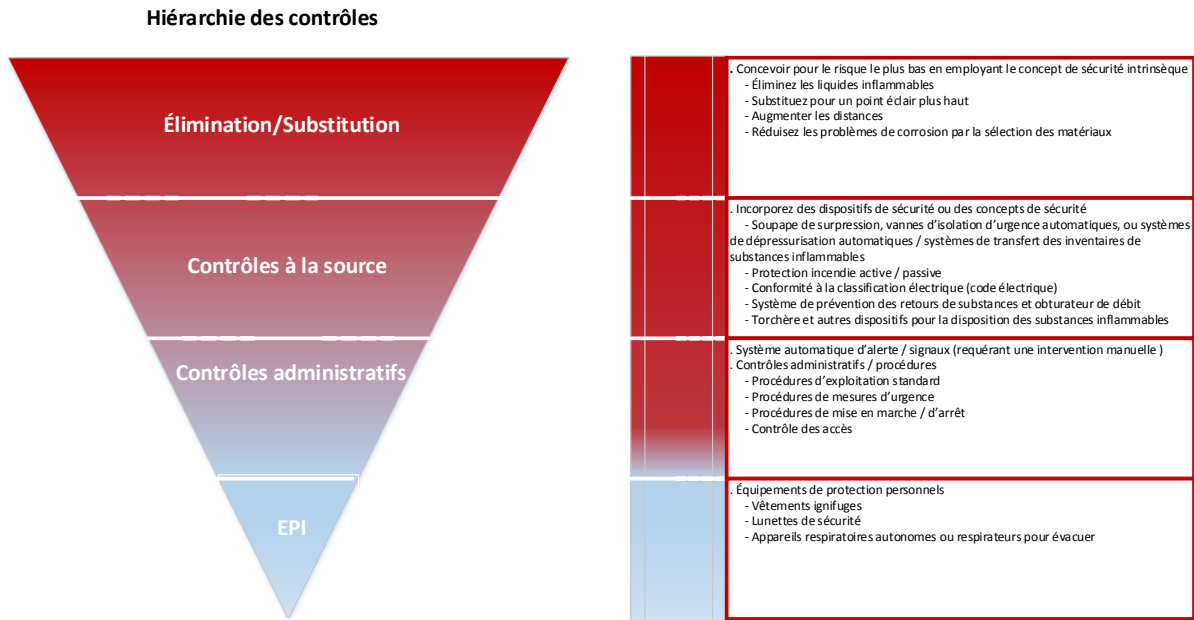 Hiérarchie des contrôles
Élimination/Substitution
Contrôles à la source
Contrôles administratifs
EPI
. Concevoir pour le risque le plus bas en employant le concept de sécurité intrinsèque
- Éliminez les liquides inflammables
- Substituez pour un point éclair plus haut
- Augmenter les distances
- Réduisez les problèmes de corrosion par la sélection des matériaux
. Incorporez des dispositifs de sécurité ou des concepts de sécurité
- Soupape de surpression, vannes d'isolation d'urgence automatiques, ou systèmes
de dépressurisation automatiques / systèmes de transfert des inventaires de
substances inflammables
- Protection incendie active / passive
- Conformité à la classification électrique (code électrique)
- Système de prévention des retours de substances et obturateur de débit
- Torchère et autres dispositifs pour la disposition des substances inflammables
. Système automatique d'alerte / signaux (requérant une intervention manuelle )
. Contrôles administratifs / procédures
- Procédures d'exploitation standard
- Procédures de mesures d'urgence
- Procédures de mise en marche / d'arrêt
- Contrôle des accès
. Équipements de protection personnels
- Vêtements ignifuges
- Lunettes de sécurité
- Appareils respiratoires autonomes ou respirateurs pour évacuer